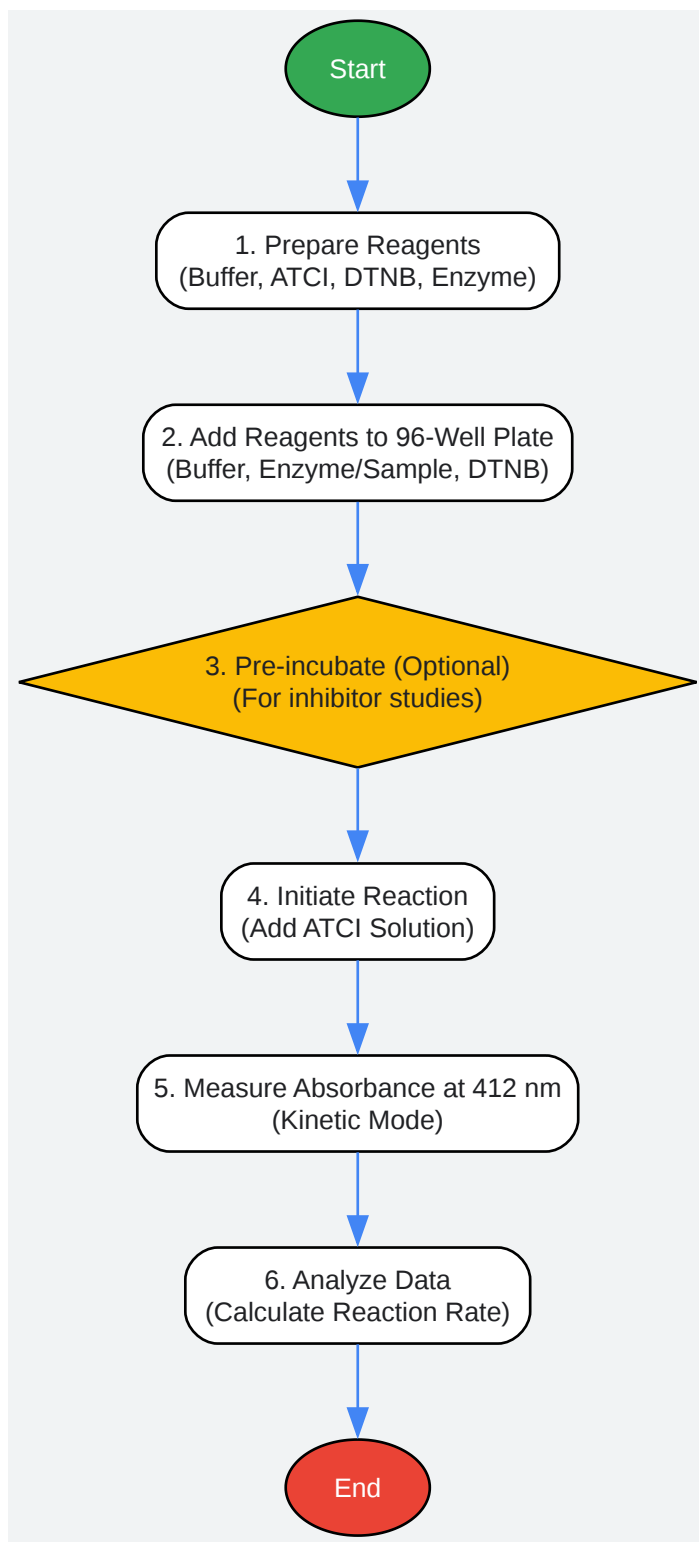 Start
1. Prepare Reagents
(Buffer, ATCI, DTNB, Enzyme)
2. Add Reagents to 96-Well Plate
(Buffer, Enzyme/Sample, DTNB)
3. Pre-incubate (Optional)
(For inhibitor studies)
4. Initiate Reaction
(Add ATCI Solution)
5. Measure Absorbance at 412 nm
(Kinetic Mode)
6. Analyze Data
(Calculate Reaction Rate)
End